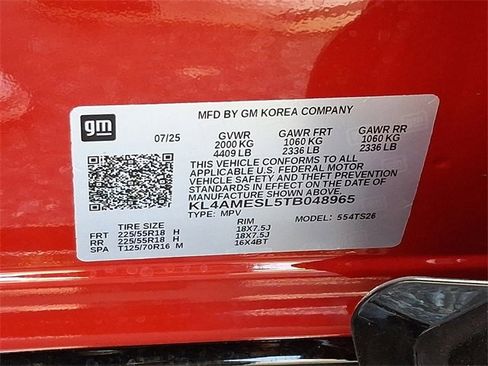 gm
MFD BY GM KOREA COMPANY
07/25 GVWR GAWR FRT GAWR RR
2000 KG 1060 KG 1060 KG
4409 LB 2336 LB 2336 LB
THIS VEHICLE CONFORMS TO ALL
APPLICABLE U.S. FEDERAL MOTOR
VEHICLE SAFETY AND THEFT
PREVENTION STANDARDS IN EFFECT
ON THE DATE OF
MANUFACTURE SHOWN ABOVE.
KL4AMESL5TB048965
TYPE: MPV MODEL: 554TS26
TIRE SIZE RIM
FRT 225/55R18 H 18X7.5J
RR 225/55R18 H 18X7.5J
SPA T125/70R16 M 16X4BT